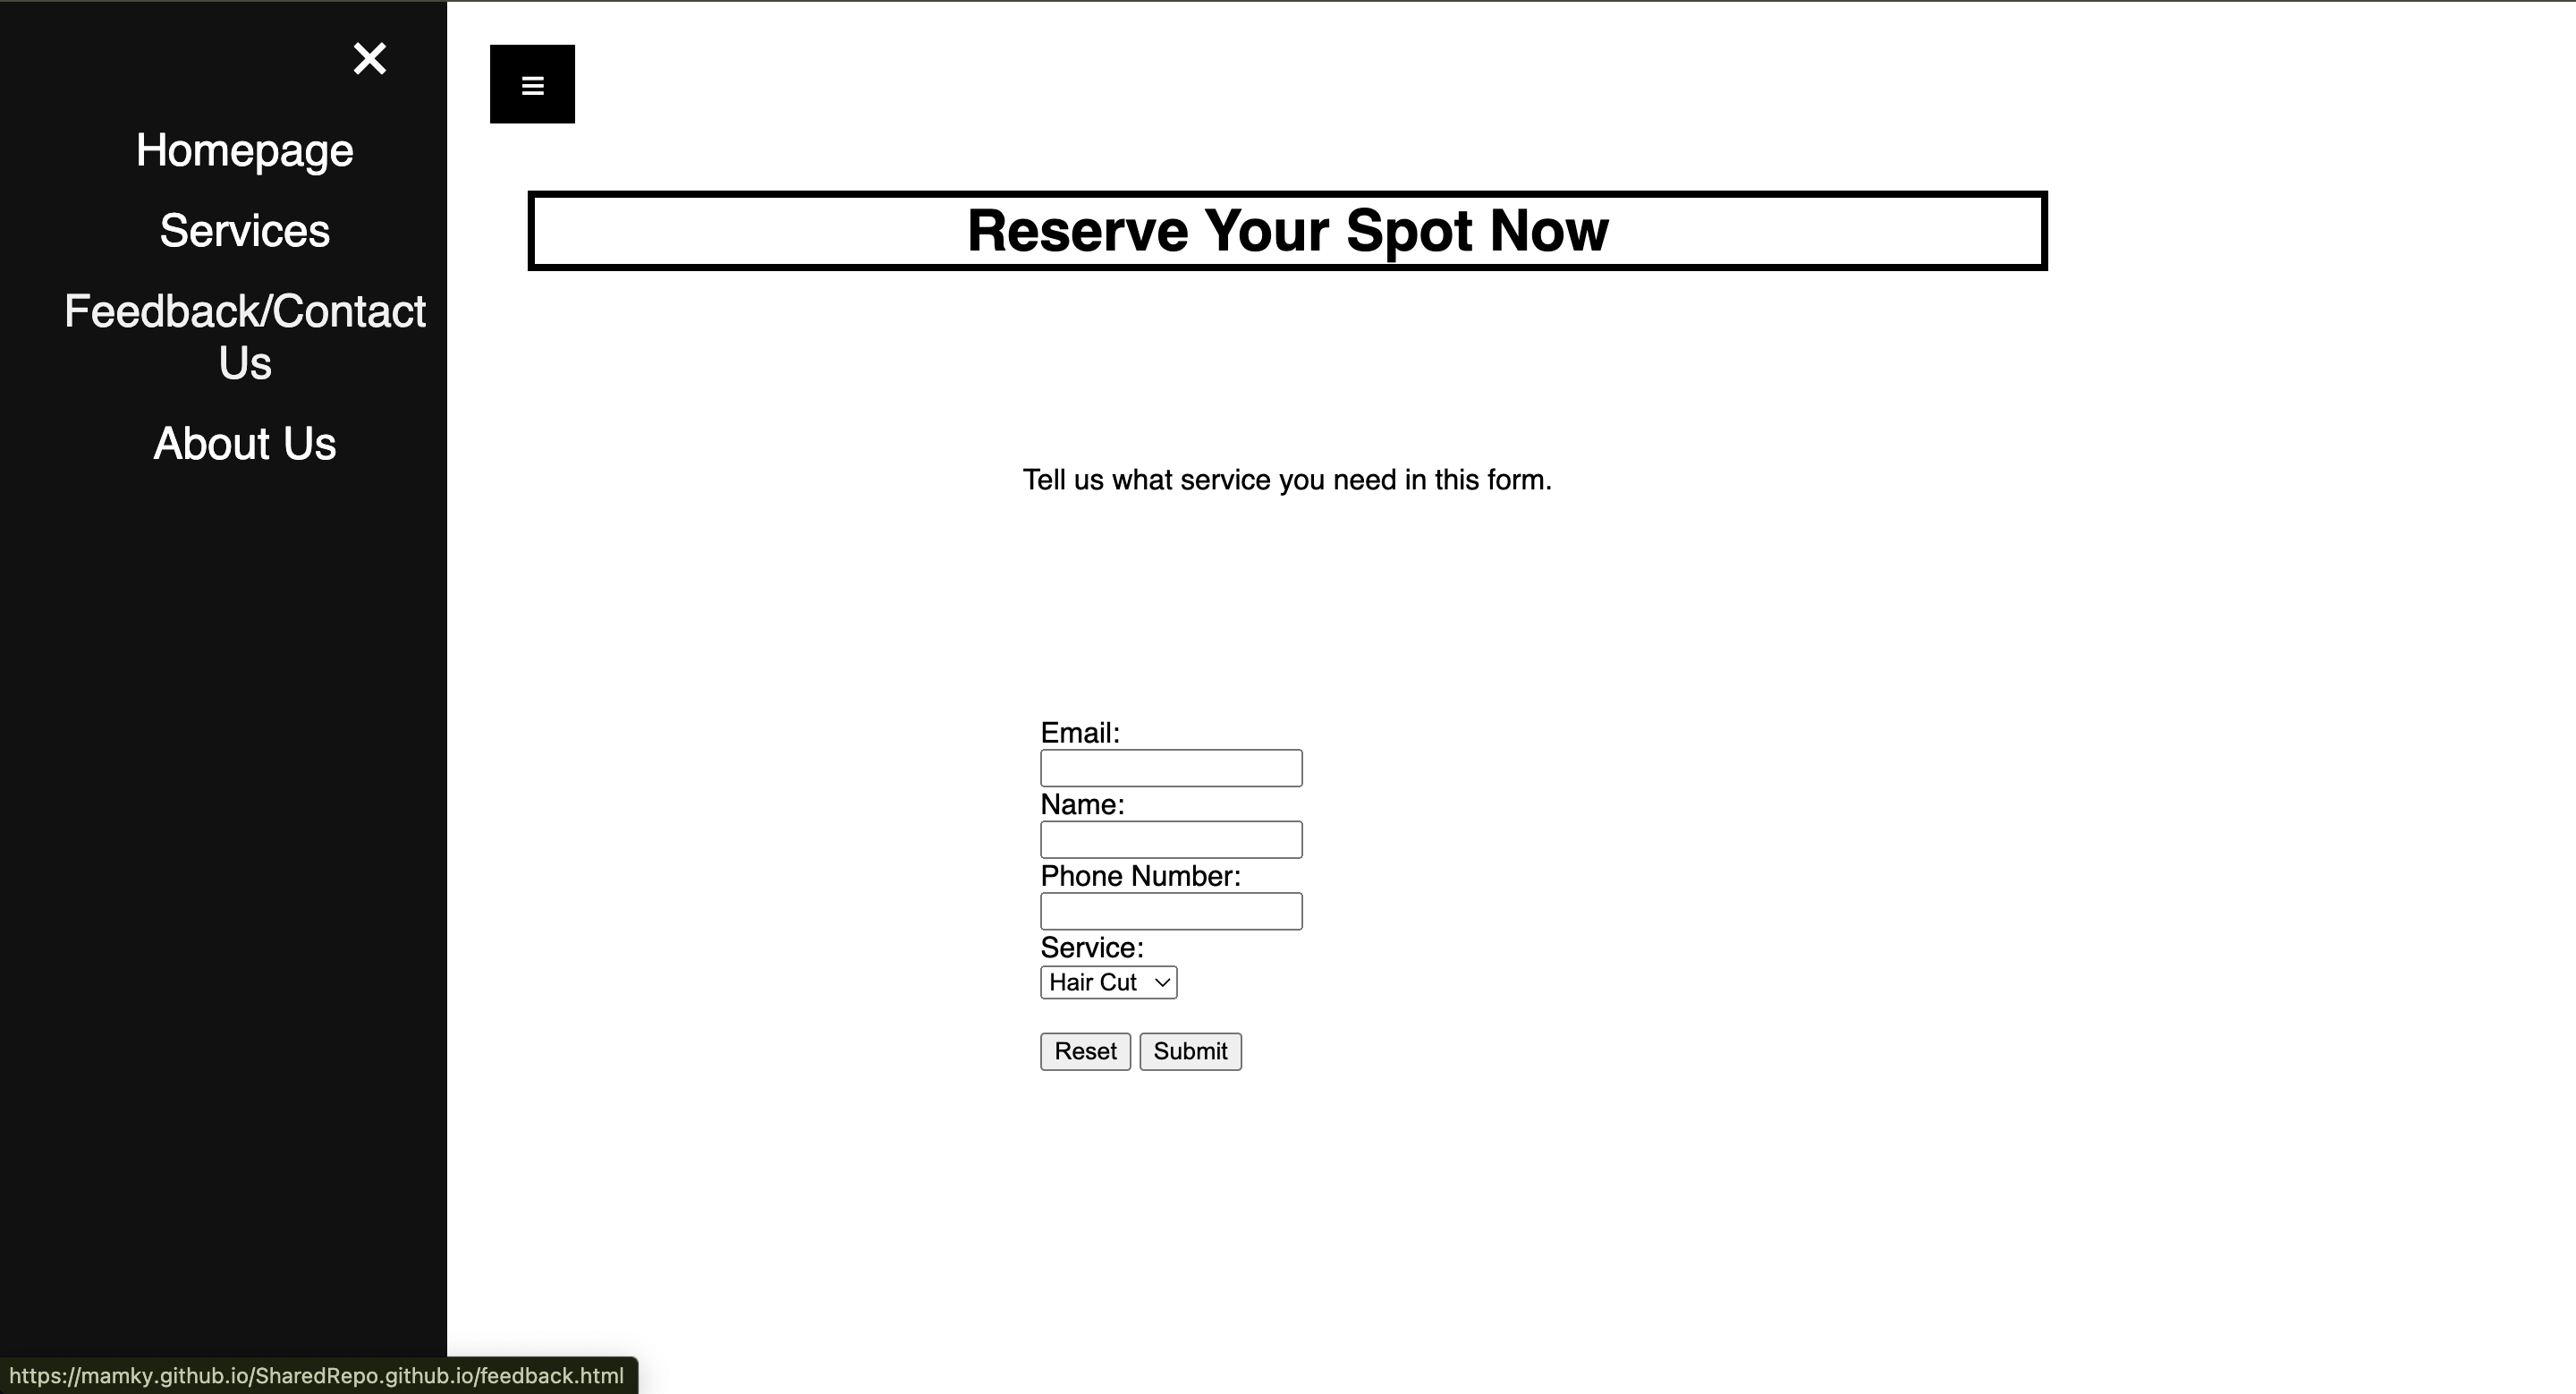 Homepage
Services
Feedback/Contact
Us
About Us
Reserve Your Spot Now
Tell us what service you need in this form.
Email:
Name:
Phone Number:
Service:
Hair Cut
Reset Submit
https://mamky.github.io/SharedRepo.github.io/feedback.html